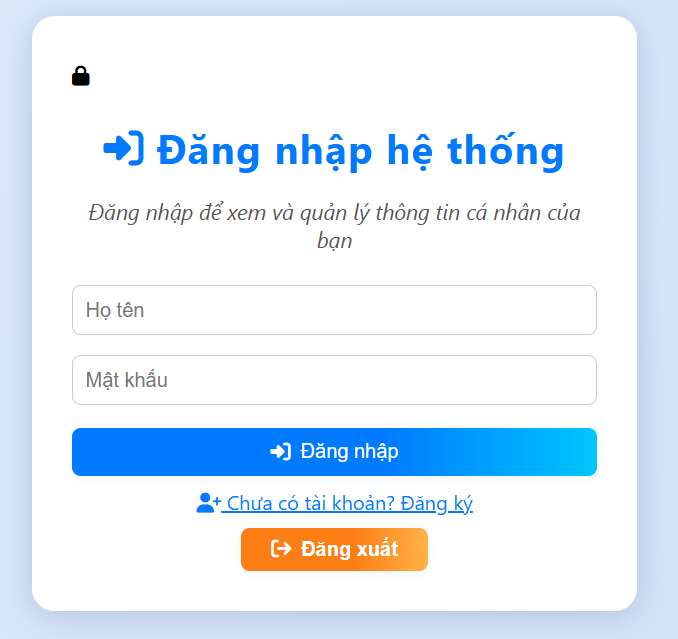 Đăng nhập hệ thống
Đăng nhập để xem và quản lý thông tin cá nhân của
bạn
Họ tên
Mật khẩu
Đăng nhập
Chưa có tài khoản? Đăng ký
Đăng xuất